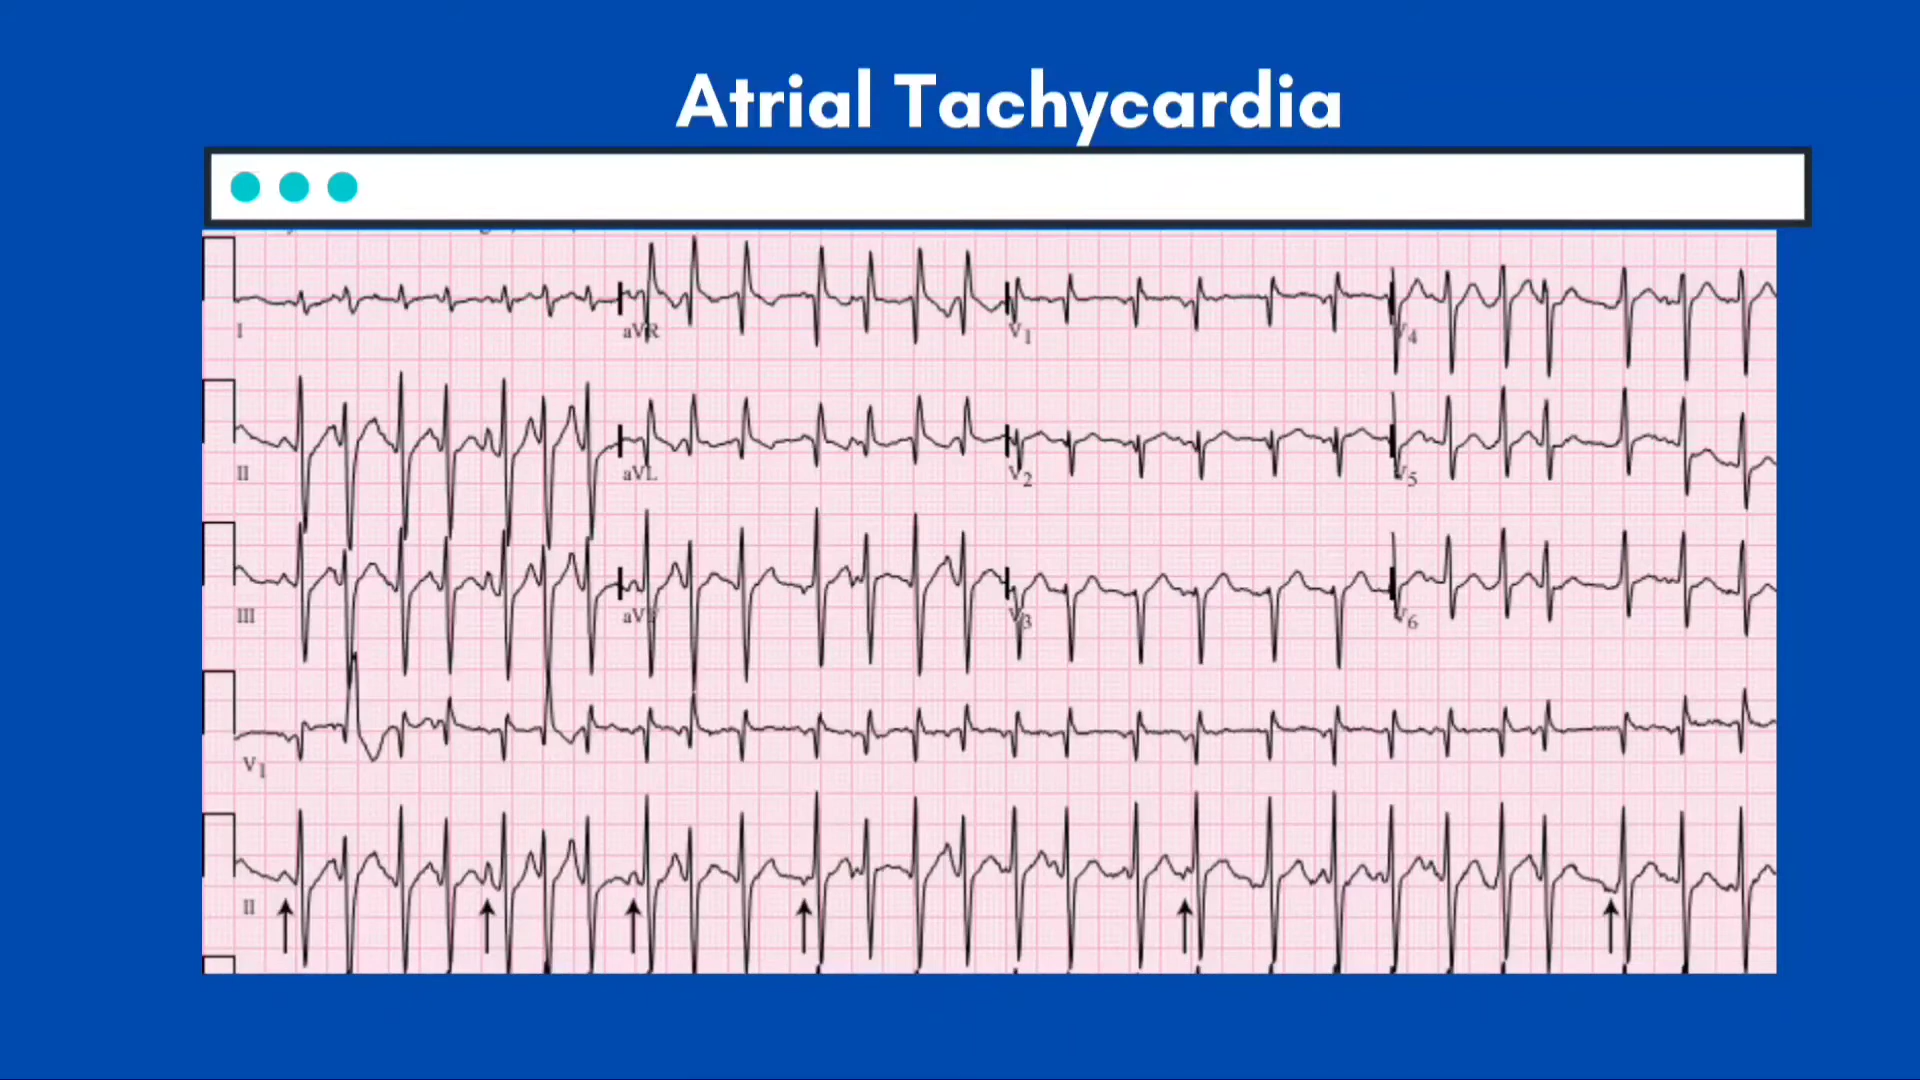 Atrial Tachycardia
I
aVR
V1
V4
II
aVL
V2
V5
III
aVF
V3
V6
V1
II